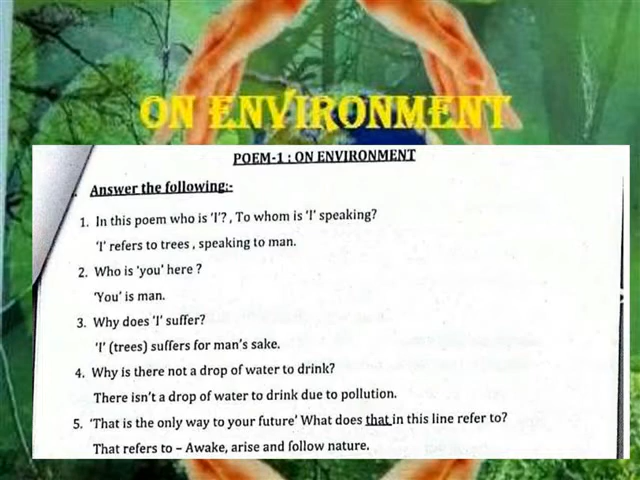 ON ENVIRONMENT
POEM-1 : ON ENVIRONMENT
Answer the following:-
1. In this poem who is 'I'? , To whom is 'I' speaking?
'I' refers to trees , speaking to man.
2. Who is 'you' here ?
'You' is man.
3. Why does 'I' suffer?
'I' (trees) suffers for man's sake.
4. Why is there not a drop of water to drink?
There isn't a drop of water to drink due to pollution.
5. 'That is the only way to your future' What does that in this line refer to?
That refers to – Awake, arise and follow nature.